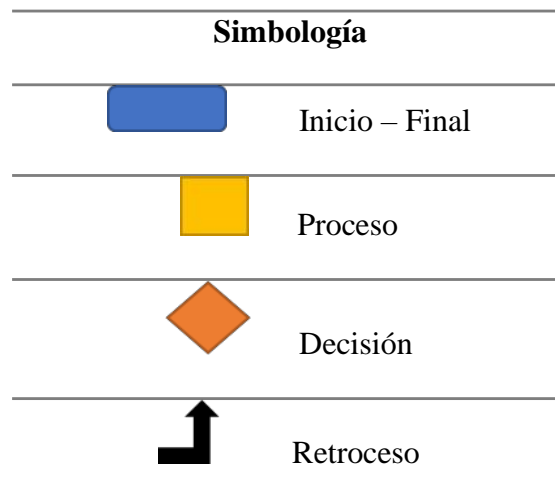 Simbología
Inicio – Final
Proceso
Decisión
Retroceso